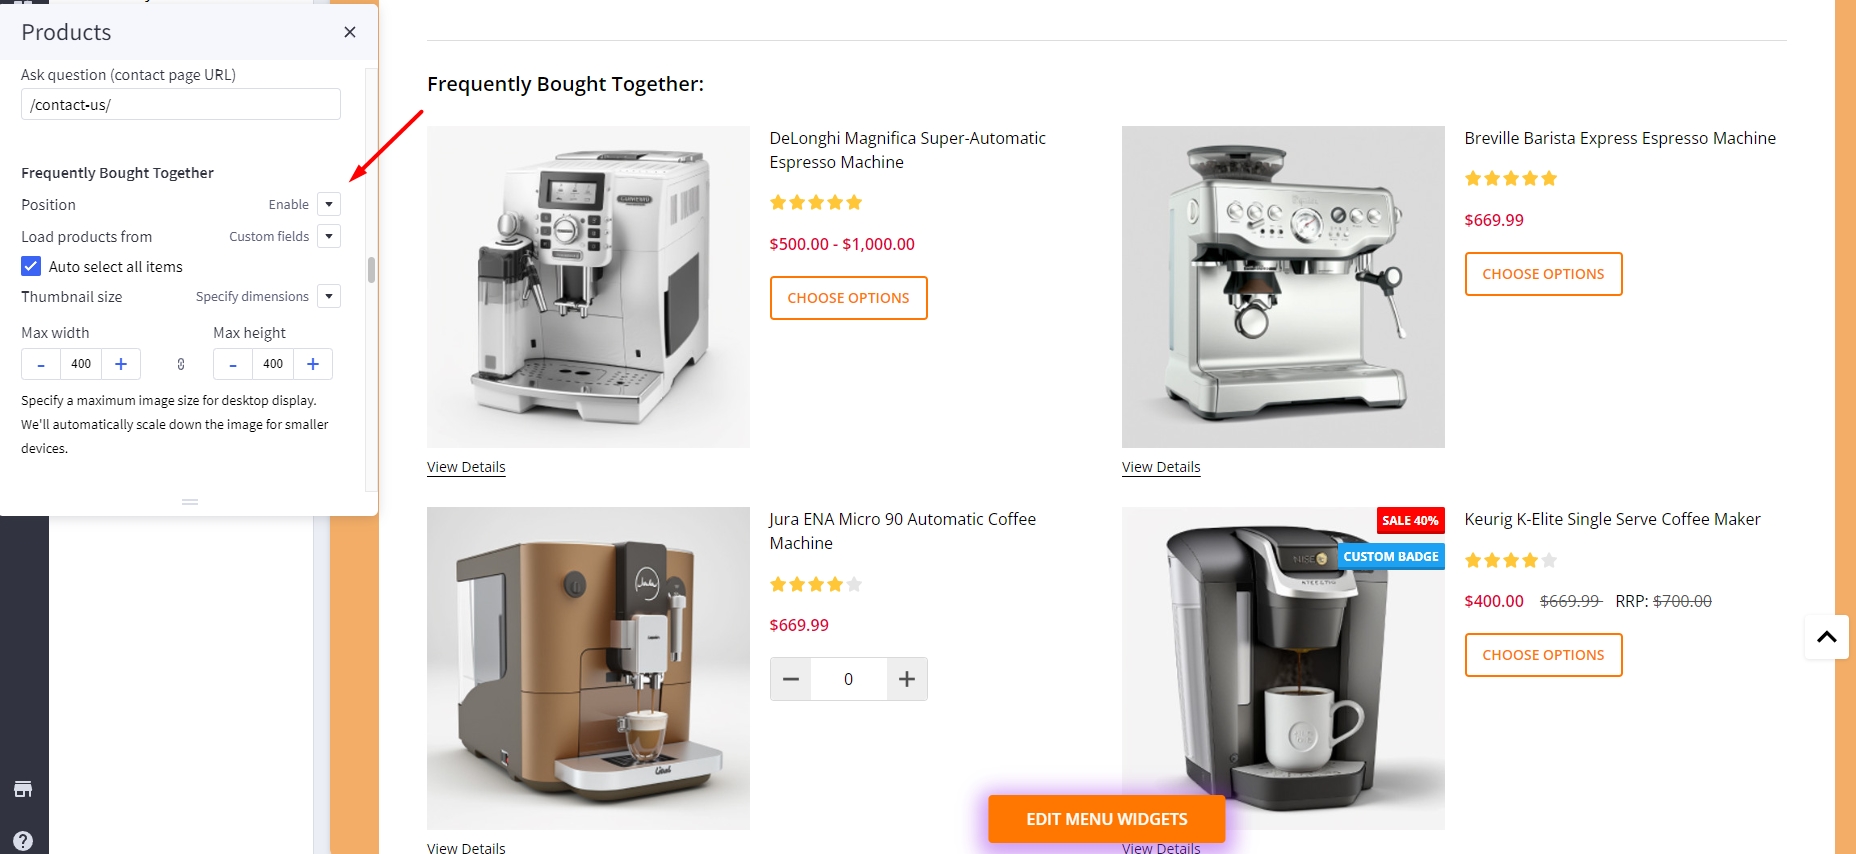 Products
Ask question (contact page URL)
/contact-us/
Frequently Bought Together
Position
Enable
Load products from
Custom fields
Auto select all items
Thumbnail size
Specify dimensions
Max width
Max height
- 400 +
- 400 +
Specify a maximum image size for desktop display.
We'll automatically scale down the image for smaller
devices.
Frequently Bought Together:
DeLonghi Magnifica Super-Automatic
Espresso Machine
$500.00 - $1,000.00
CHOOSE OPTIONS
View Details
Breville Barista Express Espresso Machine
$669.99
CHOOSE OPTIONS
View Details
Jura ENA Micro 90 Automatic Coffee
Machine
$669.99
0
View Details
SALE 40%
CUSTOM BADGE
Keurig K-Elite Single Serve Coffee Maker
$400.00 $669.99 RRP: $700.00
CHOOSE OPTIONS
View Details
EDIT MENU WIDGETS